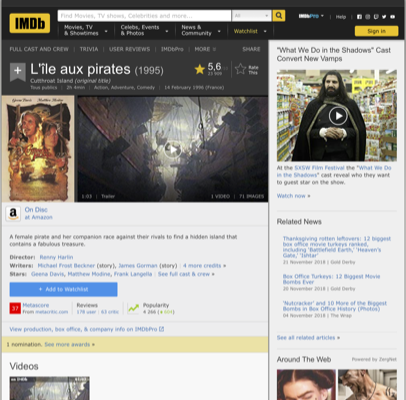 IMDb
Find Movies, TV shows, Celebrities and more...
All
IMDbPro
Help
Movies, TV
& Showtimes
Celebs, Events
& Photos
News &
Community
Watchlist
Sign in
FULL CAST AND CREW | TRIVIA | USER REVIEWS | IMDbPro | MORE
SHARE
L'île aux pirates (1995)
Cutthroat Island (original title)
Tous publics | 2h 4min | Action, Adventure, Comedy | 14 February 1996 (France)
5,6
Rate
This
1:03 | Trailer
1 VIDEO | 71 IMAGES
On Disc
at Amazon
A female pirate and her companion race against their rivals to find a hidden island that
contains a fabulous treasure.
Director: Renny Harlin
Writers: Michael Frost Beckner (story), James Gorman (story) | 4 more credits »
Stars: Geena Davis, Matthew Modine, Frank Langella | See full cast & crew »
+ Add to Watchlist
37 Metascore
From metacritic.com
Reviews
178 user | 63 critic
Popularity
View production, box office, & company info on IMDbPro
1 nomination. See more awards »
Videos
"What We Do in the Shadows" Cast
Convert New Vamps
At the SXSW Film Festival the "What We
Do in the Shadows" cast reveal who they want
to guest star on the show.
Watch now »
Related News
Thanksgiving rotten leftovers: 12 biggest
box office movie turkeys ranked,
including 'Battlefield Earth,' 'Heaven's
Gate,' 'Ishtar'
21 November 2018 | Gold Derby
Box Office Turkeys: 12 Biggest Movie
Bombs Ever
20 November 2018 | Gold Derby
'Nutcracker' and 10 More of the Biggest
Bombs in Box Office History (Photos)
04 November 2018 | The Wrap
See all related articles »
Around The Web
Powered by ZergNet